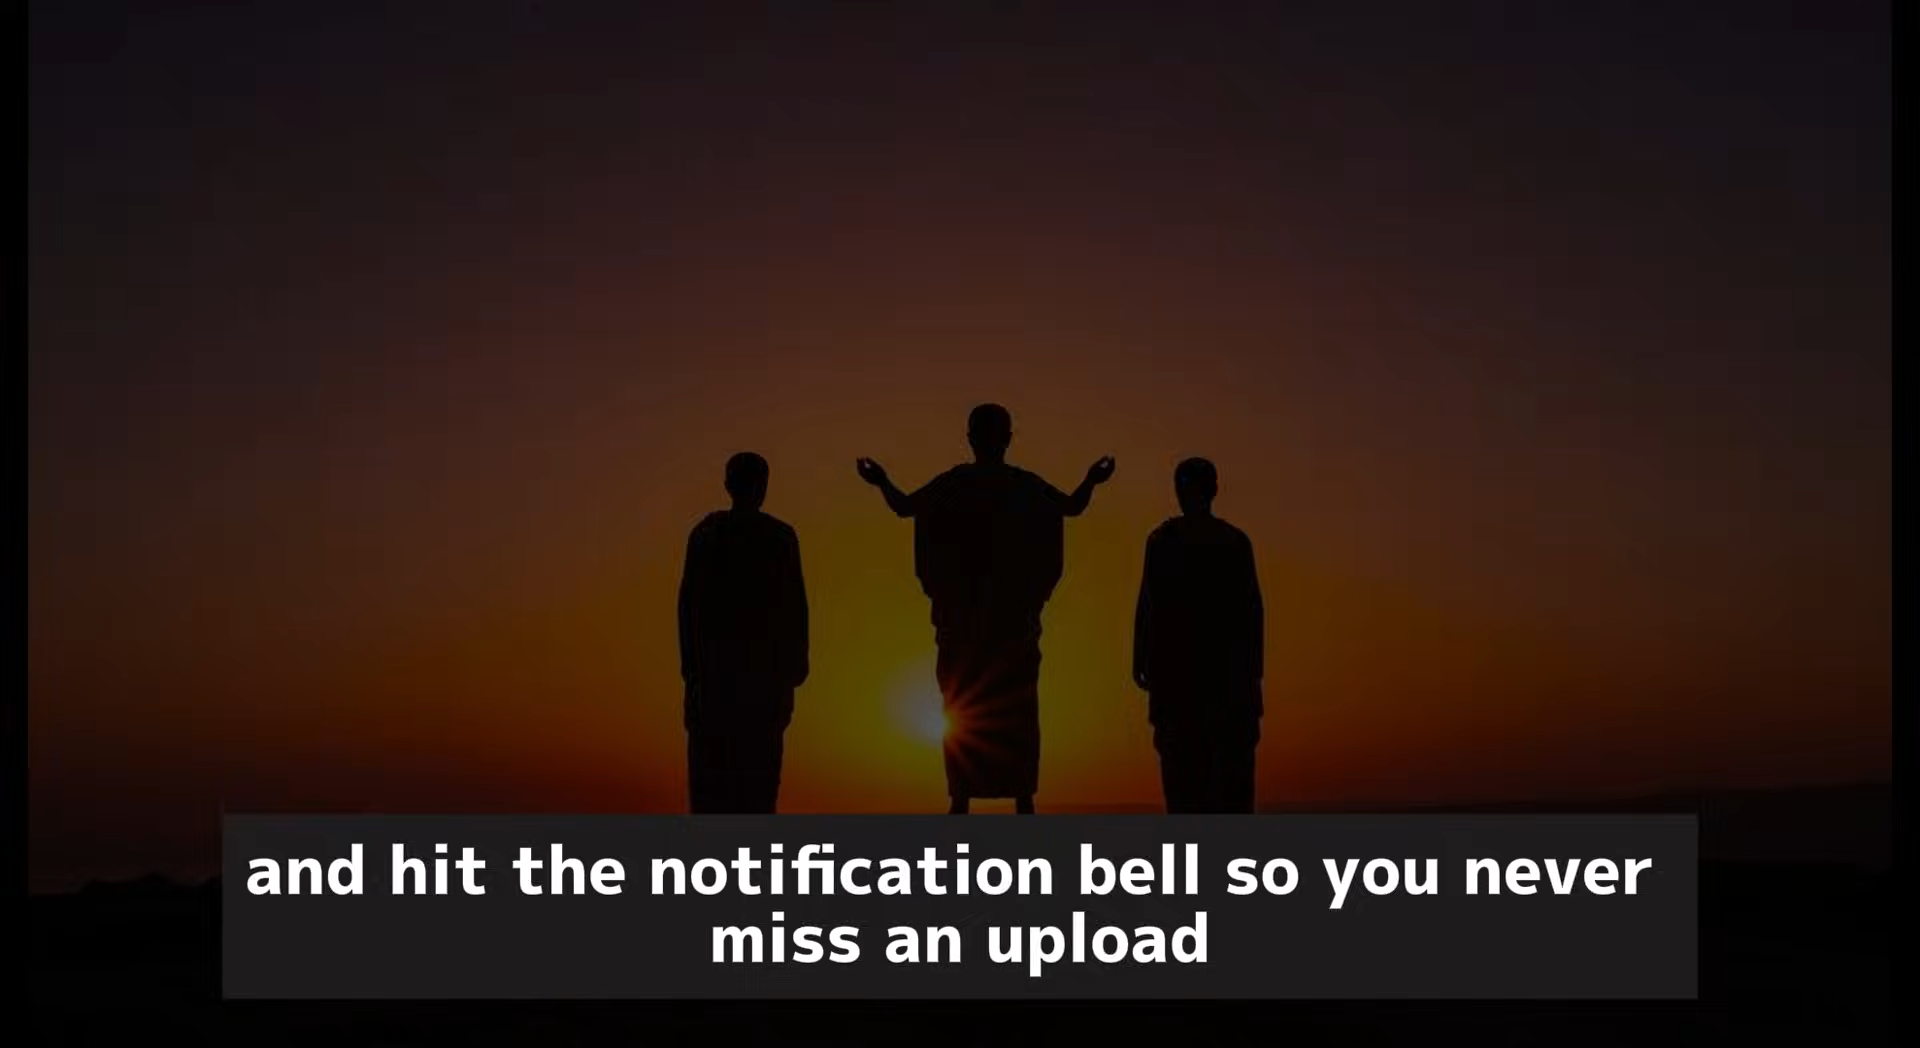 and hit the notification bell so you never
miss an upload